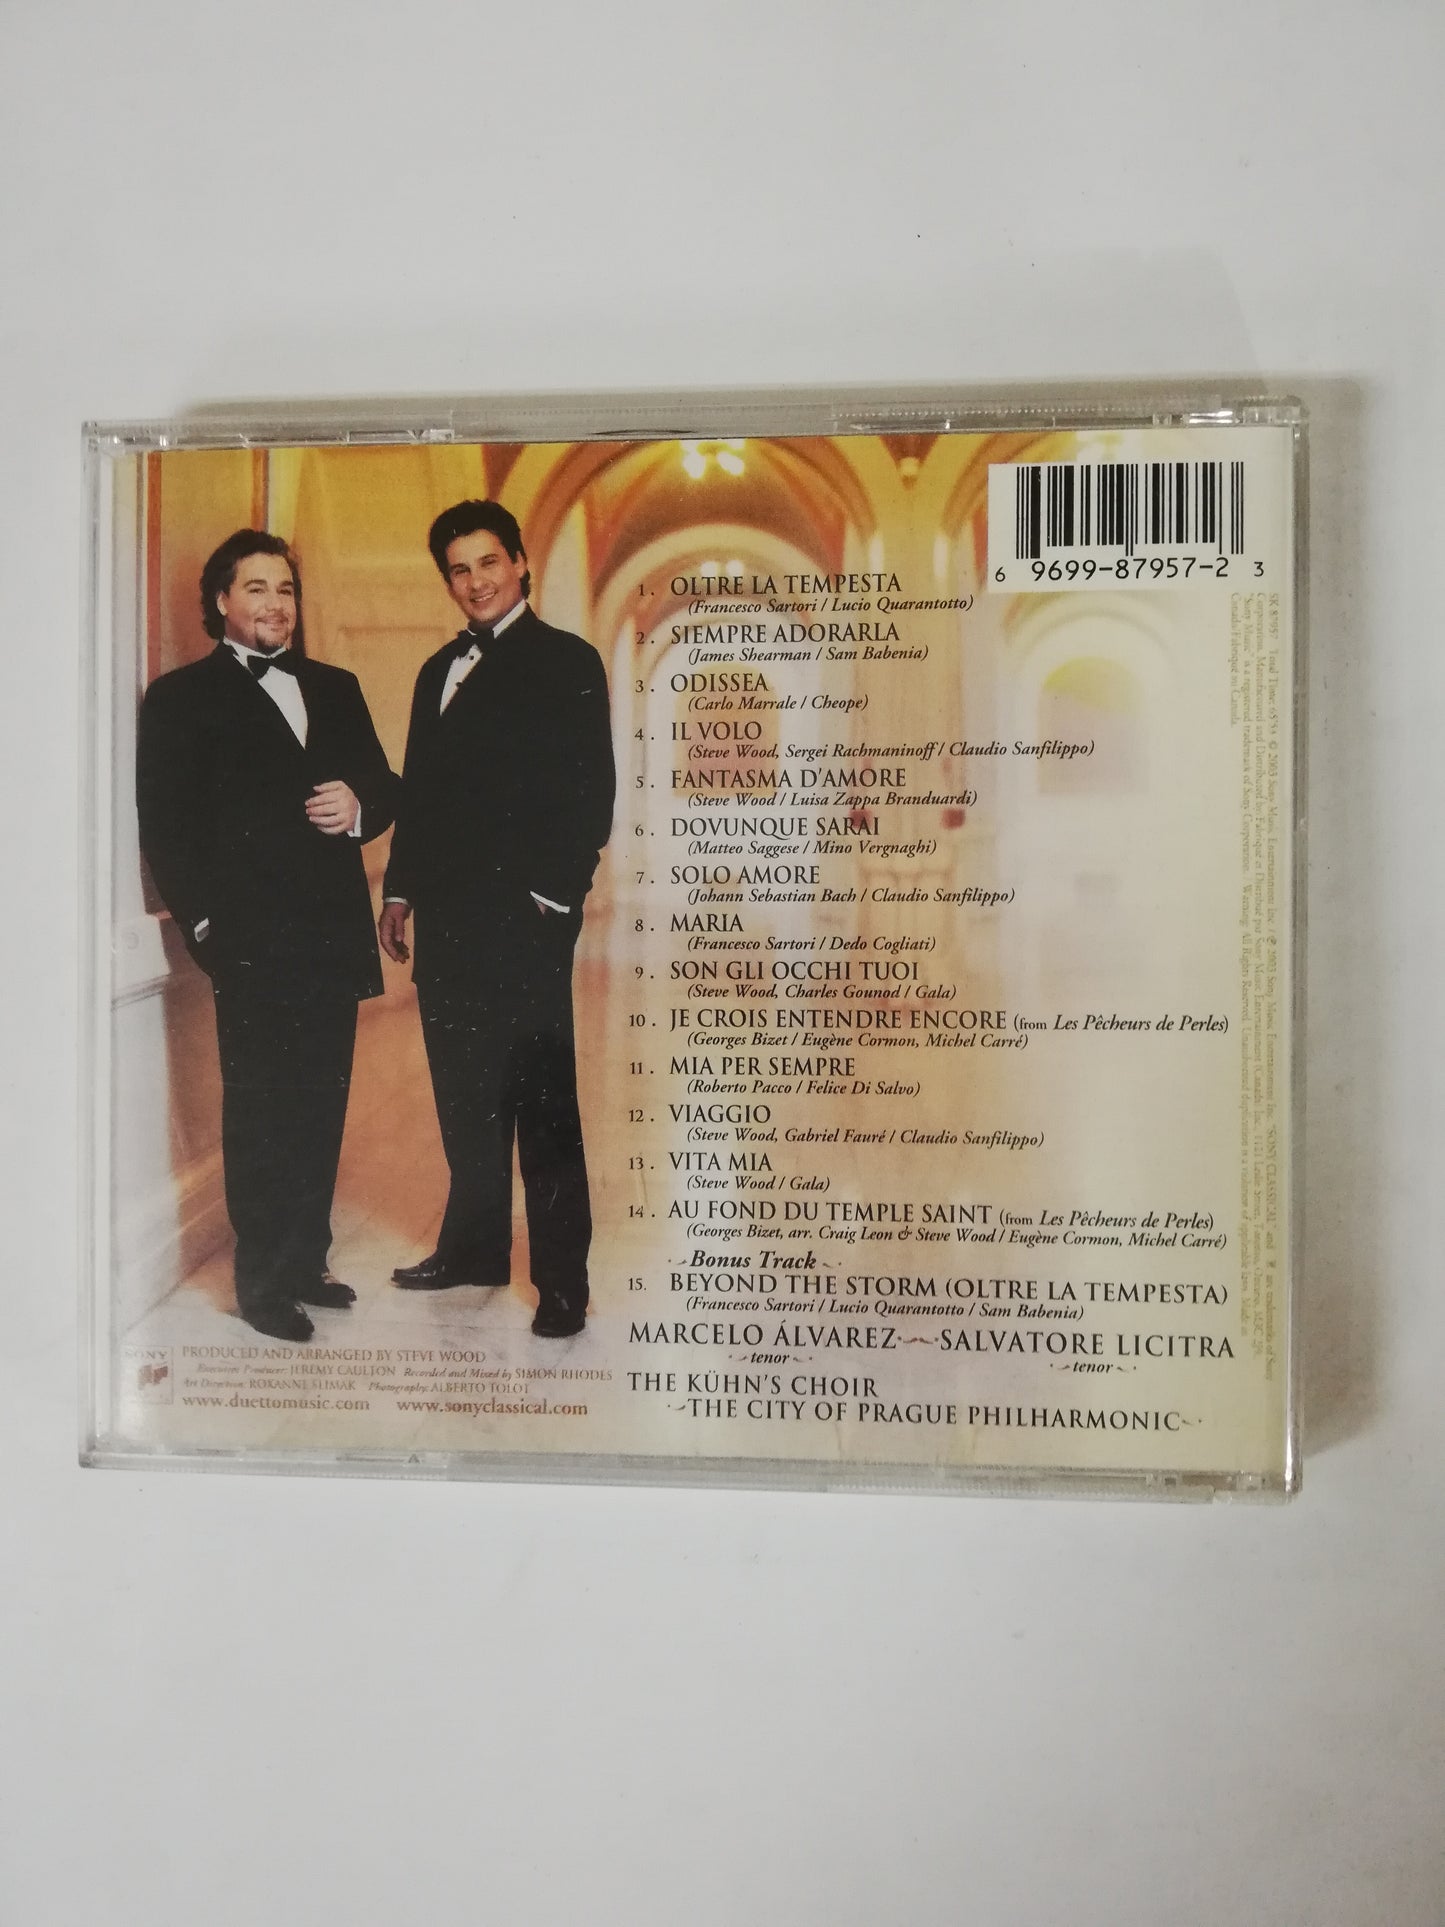 6 9699-87957-2 3
1. OLTRE LA TEMPESTA
(Francesco Sartori / Lucio Quarantotto)
2. SIEMPRE ADORARLA
(James Shearman / Sam Babenia)
3. ODISSEA
(Carlo Marrale / Cheope)
4. IL VOLO
(Steve Wood, Sergei Rachmaninoff / Claudio Sanfilippo)
5. FANTASMA D'AMORE
(Steve Wood / Luisa Zappa Branduardi)
6. DOVUNQUE SARAI
(Matteo Saggese / Mino Vergnaghi)
7. SOLO AMORE
(Johann Sebastian Bach / Claudio Sanfilippo)
8. MARIA
(Francesco Sartori / Dedo Cogliati)
9. SON GLI OCCHI TUOI
(Steve Wood, Charles Gounod / Gala)
10. JE CROIS ENTENDRE ENCORE (from Les Pêcheurs de Perles)
(Georges Bizet / Eugène Cormon, Michel Carré)
11. MIA PER SEMPRE
(Roberto Pacco / Felice Di Salvo)
12. VIAGGIO
(Steve Wood, Gabriel Fauré / Claudio Sanfilippo)
13. VITA MIA
(Steve Wood / Gala)
14. AU FOND DU TEMPLE SAINT (from Les Pêcheurs de Perles)
(Georges Bizet, arr. Craig Leon & Steve Wood / Eugène Cormon, Michel Carré)
Bonus Track
15. BEYOND THE STORM (OLTRE LA TEMPESTA)
(Francesco Sartori / Lucio Quarantotto / Sam Babenia)
MARCELO ÁLVAREZ SALVATORE LICITRA
tenor tenor
THE KÜHN'S CHOIR
THE CITY OF PRAGUE PHILHARMONIC
SONY
PRODUCED AND ARRANGED BY STEVE WOOD
Executive Producer: JEREMY CAULTON Recorded and Mixed by SIMON RHODES
Art Direction: ROXANNE SLIMAK Photography: ALBERTO TOLOT
www.duettomusic.com www.sonyclassical.com